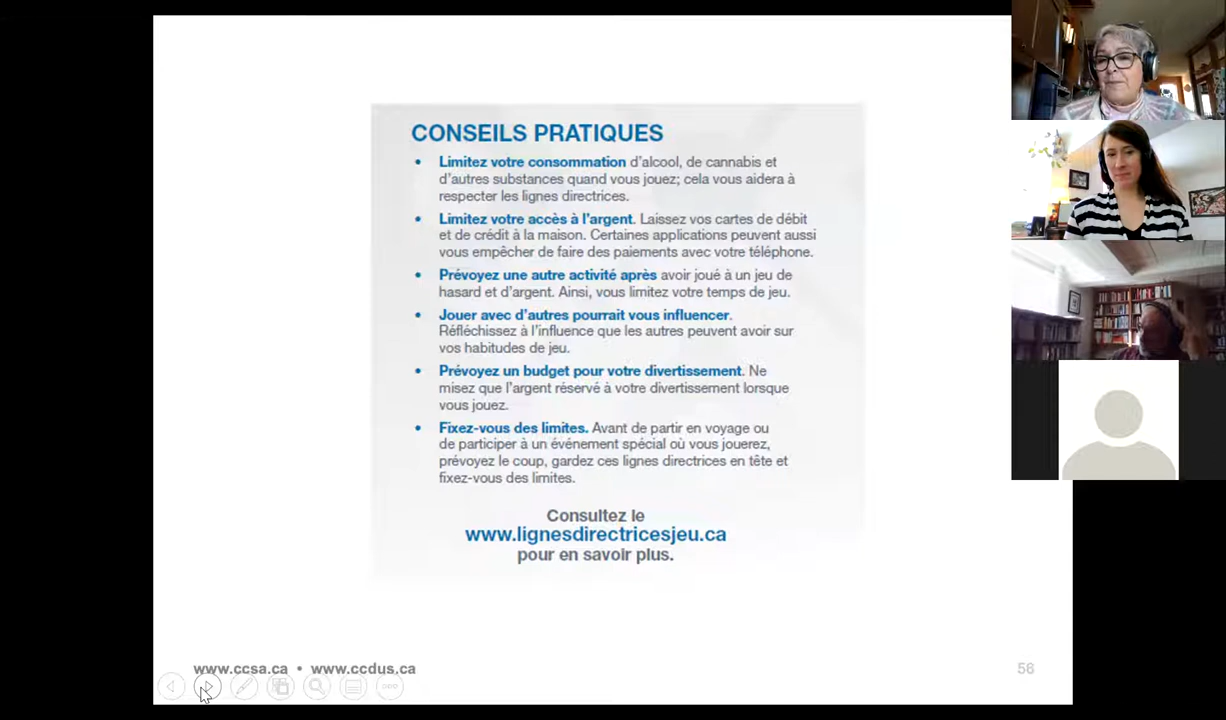 CONSEILS PRATIQUES
• Limitez votre consommation d'alcool, de cannabis et
d'autres substances quand vous jouez; cela vous aidera à
respecter les lignes directrices.
• Limitez votre accès à l'argent. Laissez vos cartes de débit
et de crédit à la maison. Certaines applications peuvent aussi
vous empêcher de faire des paiements avec votre téléphone.
• Prévoyez une autre activité après avoir joué à un jeu de
hasard et d'argent. Ainsi, vous limitez votre temps de jeu.
• Jouer avec d'autres pourrait vous influencer.
Réfléchissez à l'influence que les autres peuvent avoir sur
vos habitudes de jeu.
• Prévoyez un budget pour votre divertissement. Ne
misez que l'argent réservé à votre divertissement lorsque
vous jouez.
• Fixez-vous des limites. Avant de partir en voyage ou
de participer à un événement spécial où vous jouerez,
prévoyez le coup, gardez ces lignes directrices en tête et
fixez-vous des limites.
Consultez le
www.lignesdirectricesjeu.ca
pour en savoir plus.
www.ccsa.ca • www.ccdus.ca
56